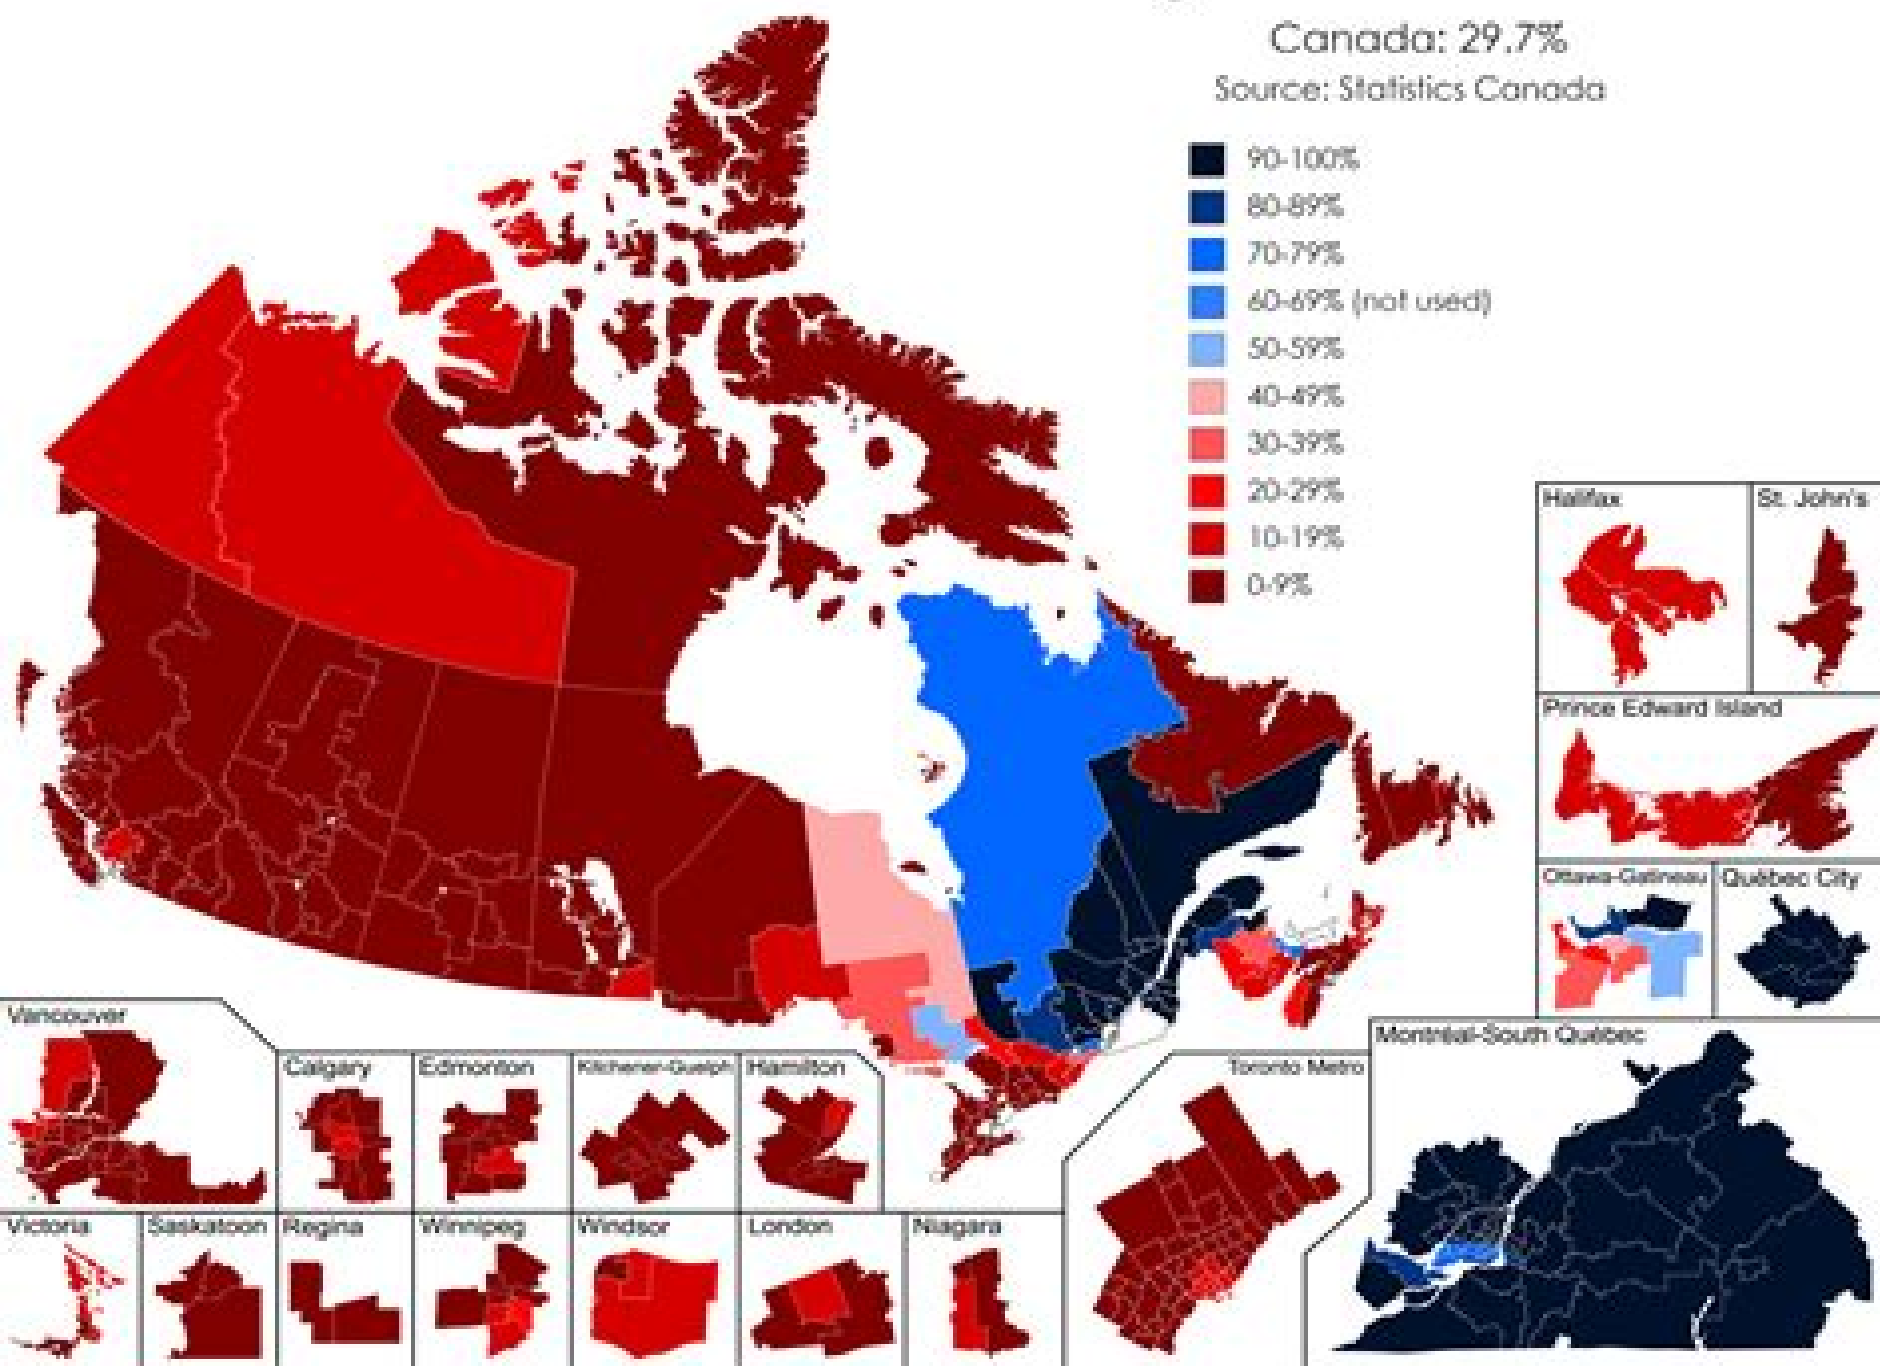 Canada: 29.7%
Source: Statistics Canada
90-100%
80-89%
70-79%
60-69% (not used)
50-59%
40-49%
30-39%
20-29%
10-19%
0-9%
Halifax
St. John's
Prince Edward Island
Ottawa-Gatineau
Québec City
Vancouver
Calgary
Edmonton
Kitchener-Guelph
Hamilton
Toronto Metro
Montréal-South Québec
Victoria
Saskatoon
Regina
Winnipeg
Windsor
London
Niagara